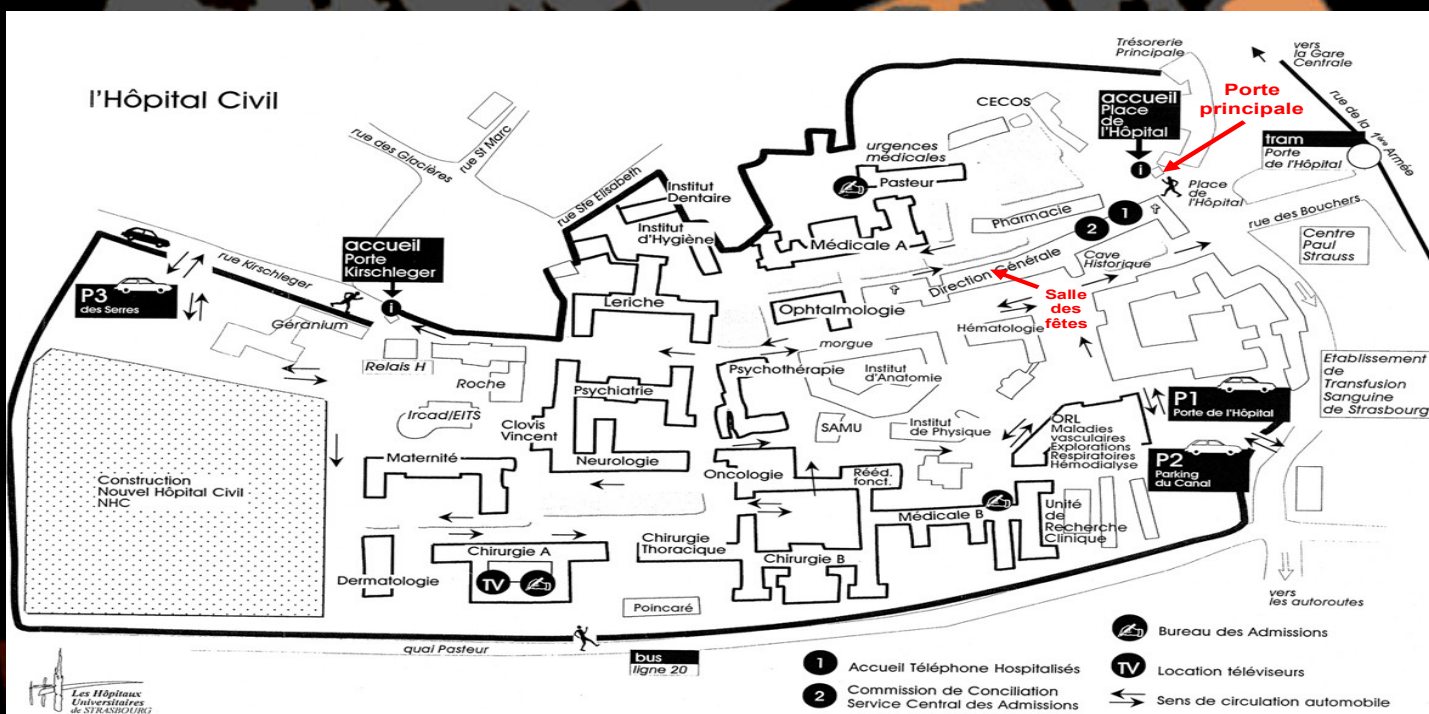 l'Hôpital Civil
Trésorerie
Principale
vers
la Gare
Centrale
rue de la 1ère Armée
Porte
principale
accueil
Place
de
l'Hôpital
i
tram
Porte
de l'Hôpital
Place
de
l'Hôpital
rue des Bouchers
Centre
Paul
Strauss
CECOS
urgences
médicales
Pasteur
Pharmacie
1
2
Médicale A
Direction Générale
Cave
Historique
Salle
des
fêtes
rue des Glacières
rue St Marc
rue Ste Elisabeth
Institut
Dentaire
Institut
d'Hygiène
accueil
Porte
Kirschleger
i
rue Kirschleger
P3
des Serres
Géranium
Relais H
Roche
Leriche
Ophtalmologie
Hématologie
morgue
Psychothérapie
Institut
d'Anatomie
Psychiatrie
Ircad/EITS
Clovis
Vincent
SAMU
Institut
de Physique
P1
Porte de l'Hôpital
Etablissement
de
Transfusion
Sanguine
de Strasbourg
ORL
Maladies
vasculaires
Explorations
Respiratoires
Hémodialyse
P2
Parking
du Canal
Maternité
Neurologie
Oncologie
Rééd.
fonct.
Construction
Nouvel Hôpital Civil
NHC
Médicale B
Unité
de
Recherche
Clinique
Chirurgie A
Chirurgie
Thoracique
Chirurgie B
Dermatologie
TV
Poincaré
vers
les autoroutes
quai Pasteur
bus
ligne 20
Bureau des Admissions
1 Accueil Téléphone Hospitalisés
TV Location téléviseurs
2 Commission de Conciliation
Service Central des Admissions
Sens de circulation automobile
Les Hôpitaux
Universitaires
de STRASBOURG